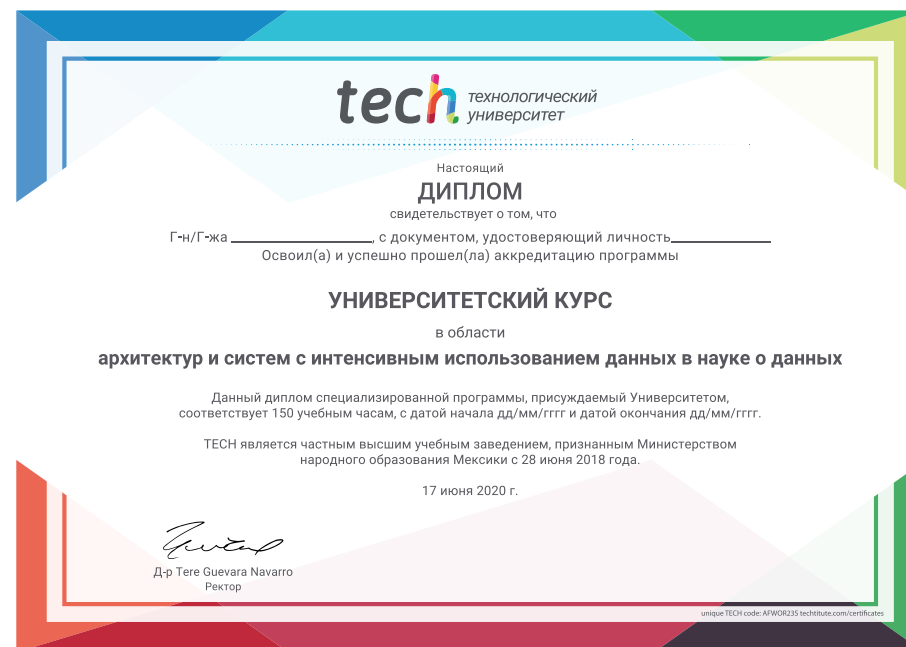 tech технологический
университет
Настоящий
ДИПЛОМ
свидетельствует о том, что
Г-н/Г-жа ____________________, с документом, удостоверяющий личность______________
Освоил(а) и успешно прошел(ла) аккредитацию программы
УНИВЕРСИТЕТСКИЙ КУРС
в области
архитектур и систем с интенсивным использованием данных в науке о данных
Данный диплом специализированной программы, присуждаемый Университетом,
соответствует 150 учебным часам, с датой начала дд/мм/гггг и датой окончания дд/мм/гггг.
TECH является частным высшим учебным заведением, признанным Министерством
народного образования Мексики с 28 июня 2018 года.
17 июня 2020 г.
Д-р Tere Guevara Navarro
Ректор
unique TECH code: AFWOR23S techtitute.com/certificates